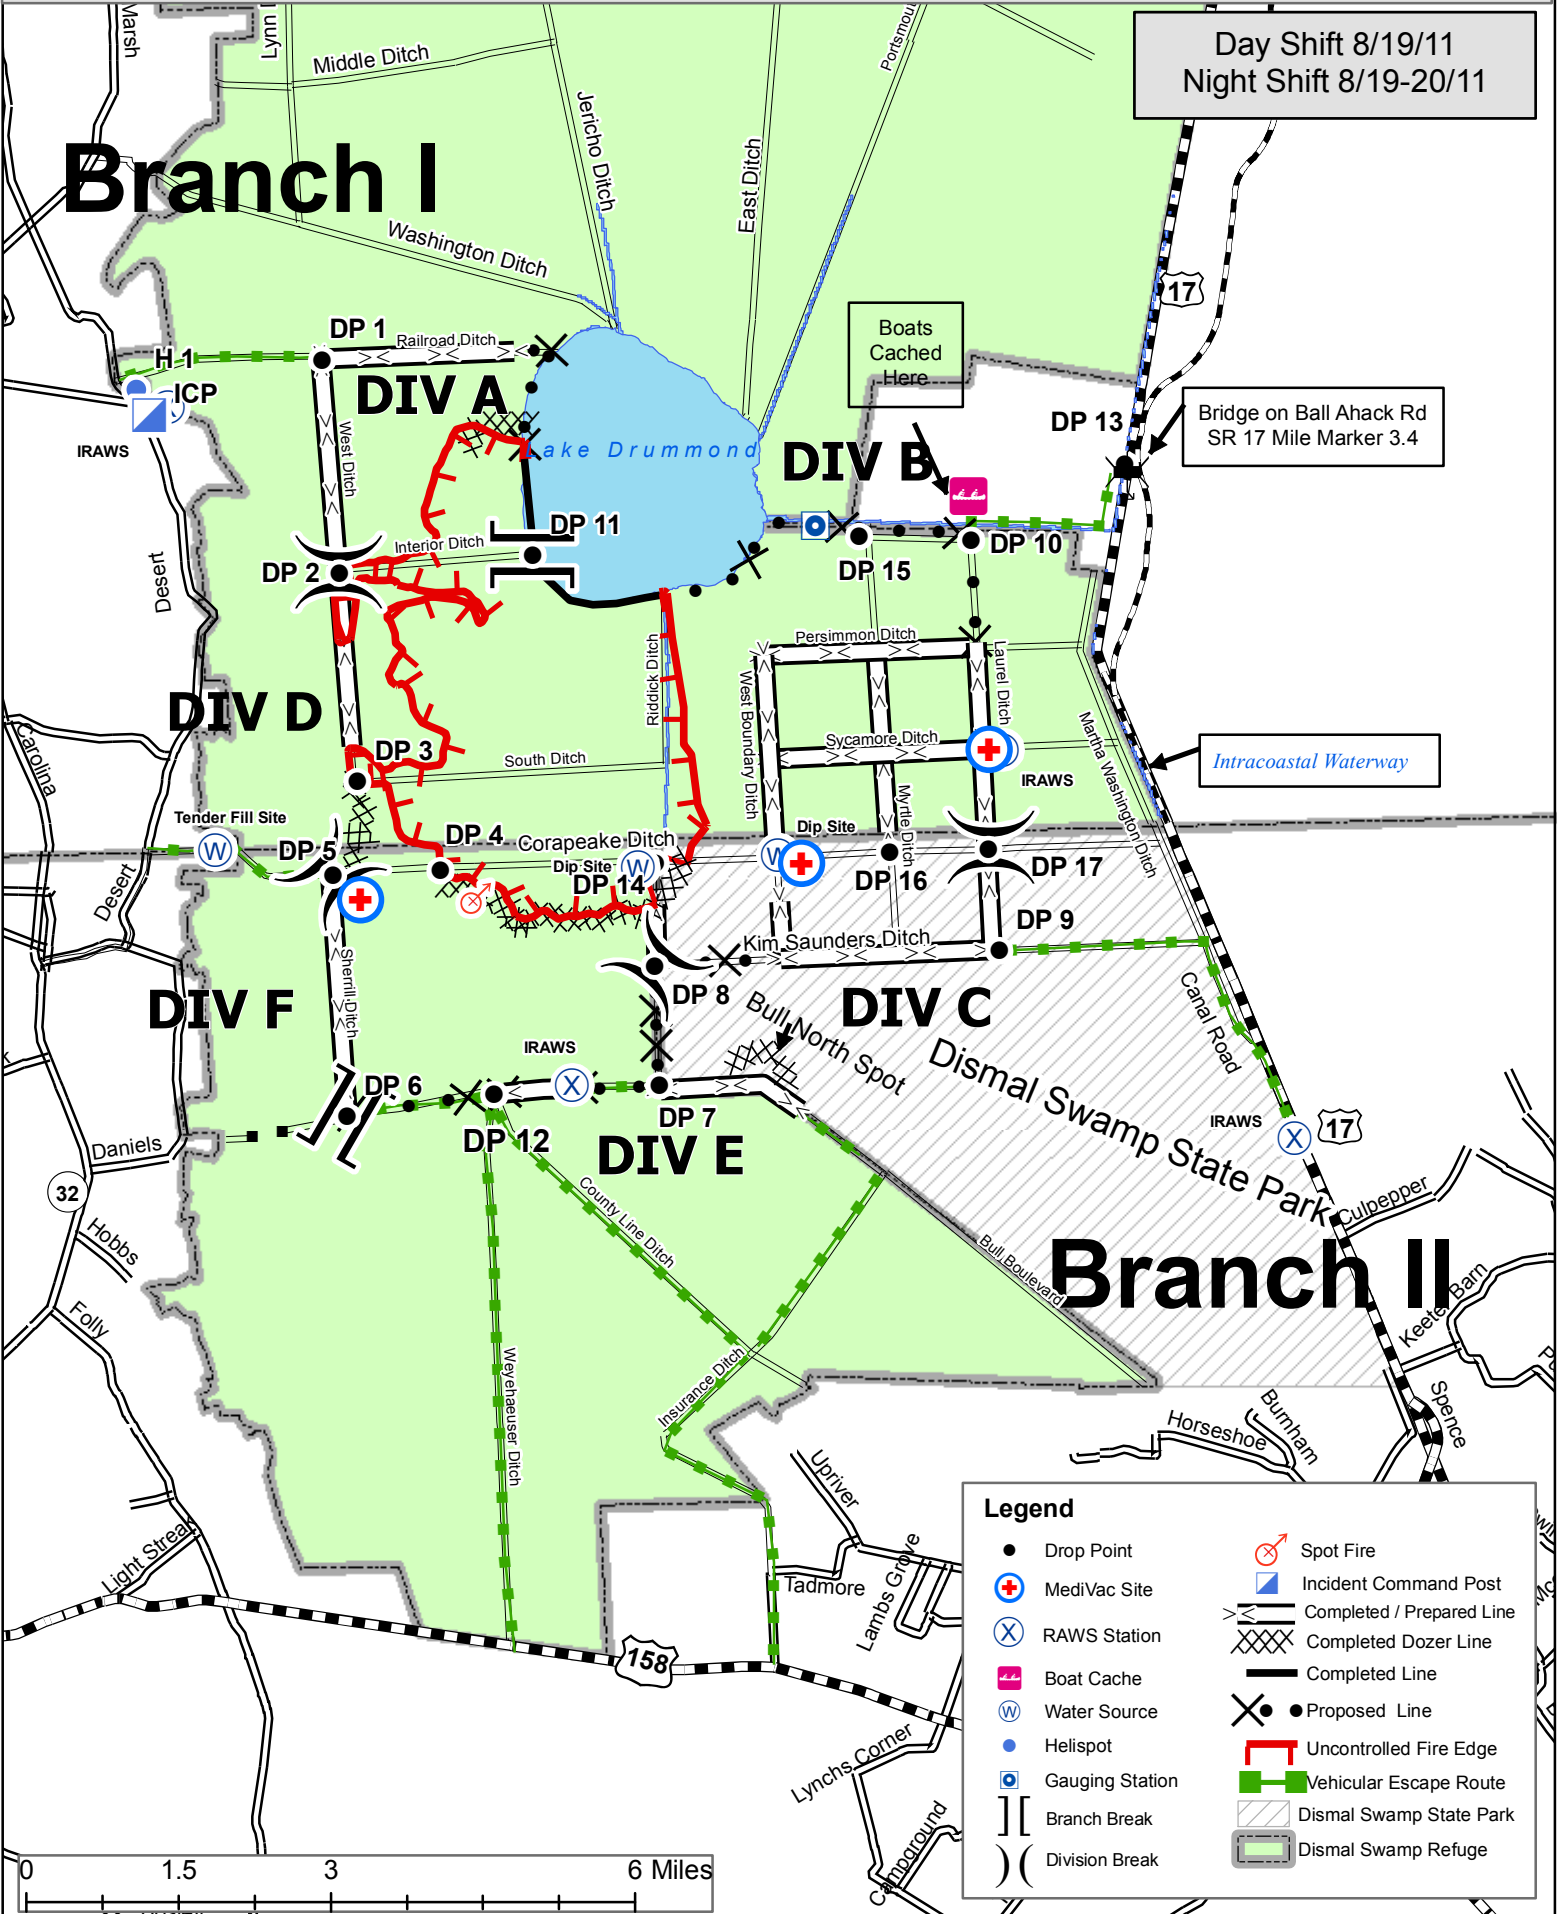 Day Shift 8/19/11
Night Shift 8/19-20/11
Marsh
Lynn
Middle Ditch
Portsmou
Jericho Ditch
East Ditch
Branch I
Washington Ditch
17
Boats
Cached
Here
DP 1
Railroad Ditch
H 1
ICP
DIV A
IRAWS
DP 13
Bridge on Ball Ahack Rd
SR 17 Mile Marker 3.4
West Ditch
Lake Drummond
DIV B
DP 11
Interior Ditch
DP 2
DP 10
DP 15
Desert
Persimmon Ditch
Laurel Ditch
Riddick Ditch
West Boundary Ditch
DIV D
DP 3
South Ditch
Sycamore Ditch
IRAWS
Martha Washington Ditch
Intracoastal Waterway
Carolina
Myrtle Ditch
Tender Fill Site
W
DP 5
DP 4
Corapeake Ditch
Dip Site
W
DP 14
Dip Site
W
DP 16
DP 17
Desert
DP 9
Kim Saunders Ditch
DP 8
Sherrill Ditch
DIV F
DIV C
Bull North Spot
Canal Road
Dismal Swamp State Park
IRAWS
X
DP 6
DP 7
DP 12
DIV E
IRAWS
X
17
Daniels
32
Hobbs
County Line Ditch
Culpepper
Bull Boulevard
Branch II
Keeter Barn
Folly
Weyehaeuser Ditch
Insurance Ditch
Spence
Burnham
Horseshoe
Upriver
Light Streak
Tadmore
Lambs Grove
158
Lynchs Corner
Campground
Legend
Drop Point
MediVac Site
X RAWS Station
Boat Cache
W Water Source
Helispot
Gauging Station
Branch Break
Division Break
Spot Fire
Incident Command Post
Completed / Prepared Line
Completed Dozer Line
Completed Line
Proposed Line
Uncontrolled Fire Edge
Vehicular Escape Route
Dismal Swamp State Park
Dismal Swamp Refuge
0 1.5 3 6 Miles